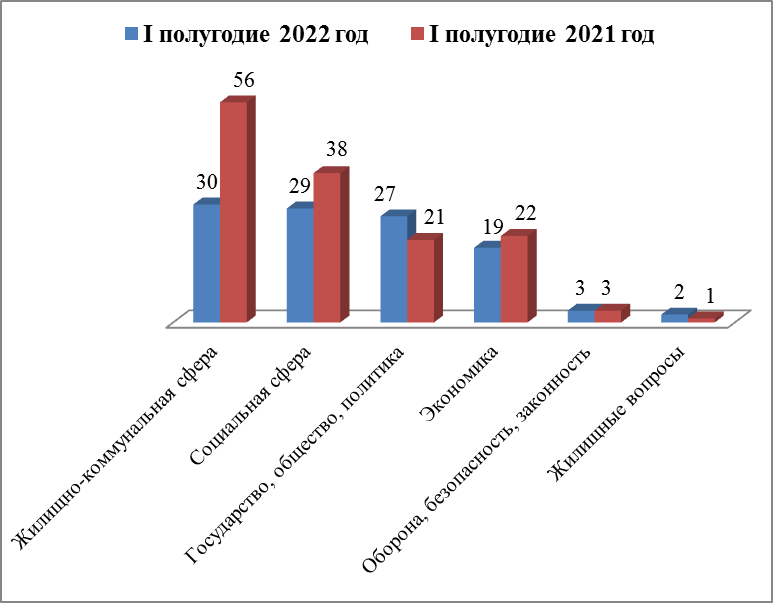 I полугодие 2022 год I полугодие 2021 год
56
30
29
38
27
21
19
22
3
3
2
1
Жилищно-коммунальная сфера
Социальная сфера
Государство, общество, политика
Экономика
Оборона, безопасность, законность
Жилищные вопросы